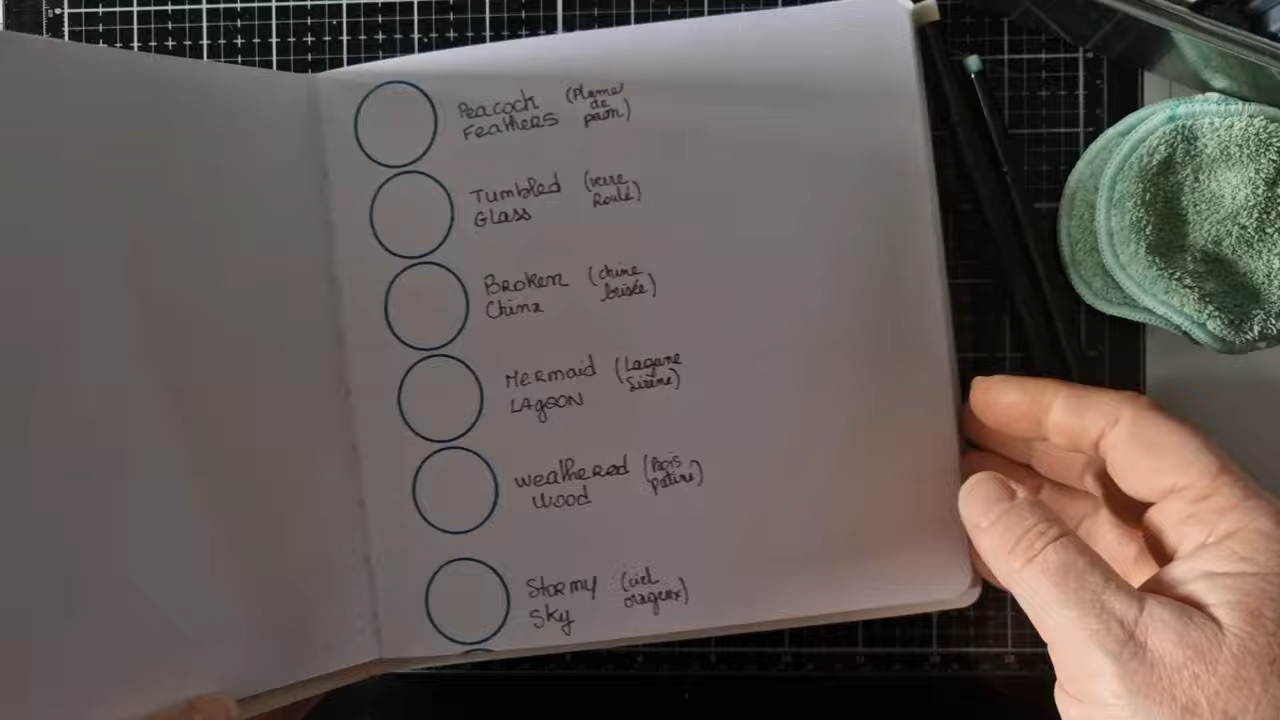 Peacock (Plume
Feathers de
paon)
Tumbled (verre
Glass Roulé)
Broken (chine
China brisée)
Mermaid (Lagune
LAgOON Sirène)
weathered (Bois
wood patiné)
Stormy (ciel
Sky orageux)